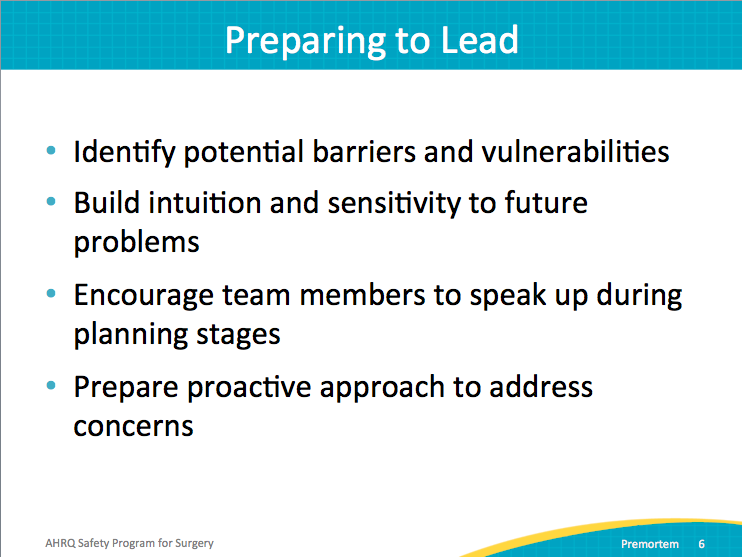 Preparing to Lead
• Identify potential barriers and vulnerabilities
• Build intuition and sensitivity to future
problems
• Encourage team members to speak up during
planning stages
• Prepare proactive approach to address
concerns
AHRQ Safety Program for Surgery
Premortem 6